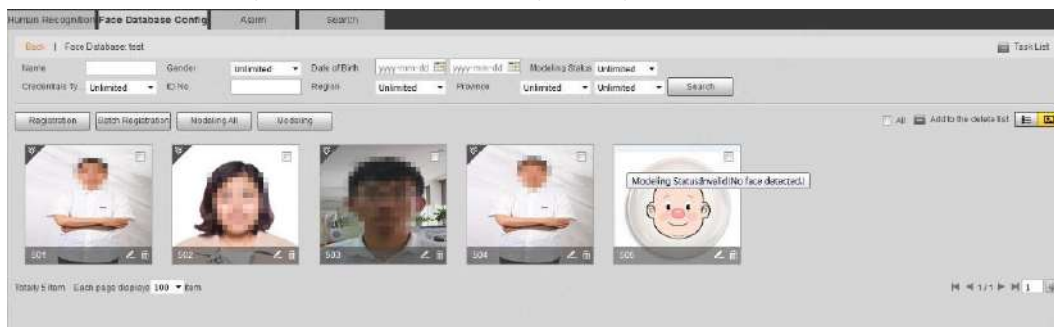 Human Recognition Face Database Config Alarm Search
Back | Face Database: test Task List
Name Gender Unlimited Date of Birth yyyy-mm-dd yyyy-mm-dd Modeling Status Unlimited
Credentials Ty... Unlimited ID No. Region Unlimited Province Unlimited Unlimited Search
Registration Batch Registration Modeling All Modeling All Add to the delete list
Modeling Status:Invalid(No face detected.)
501 502 503 504 505
Totally 5 item Each page displays 100 item 1/1 1